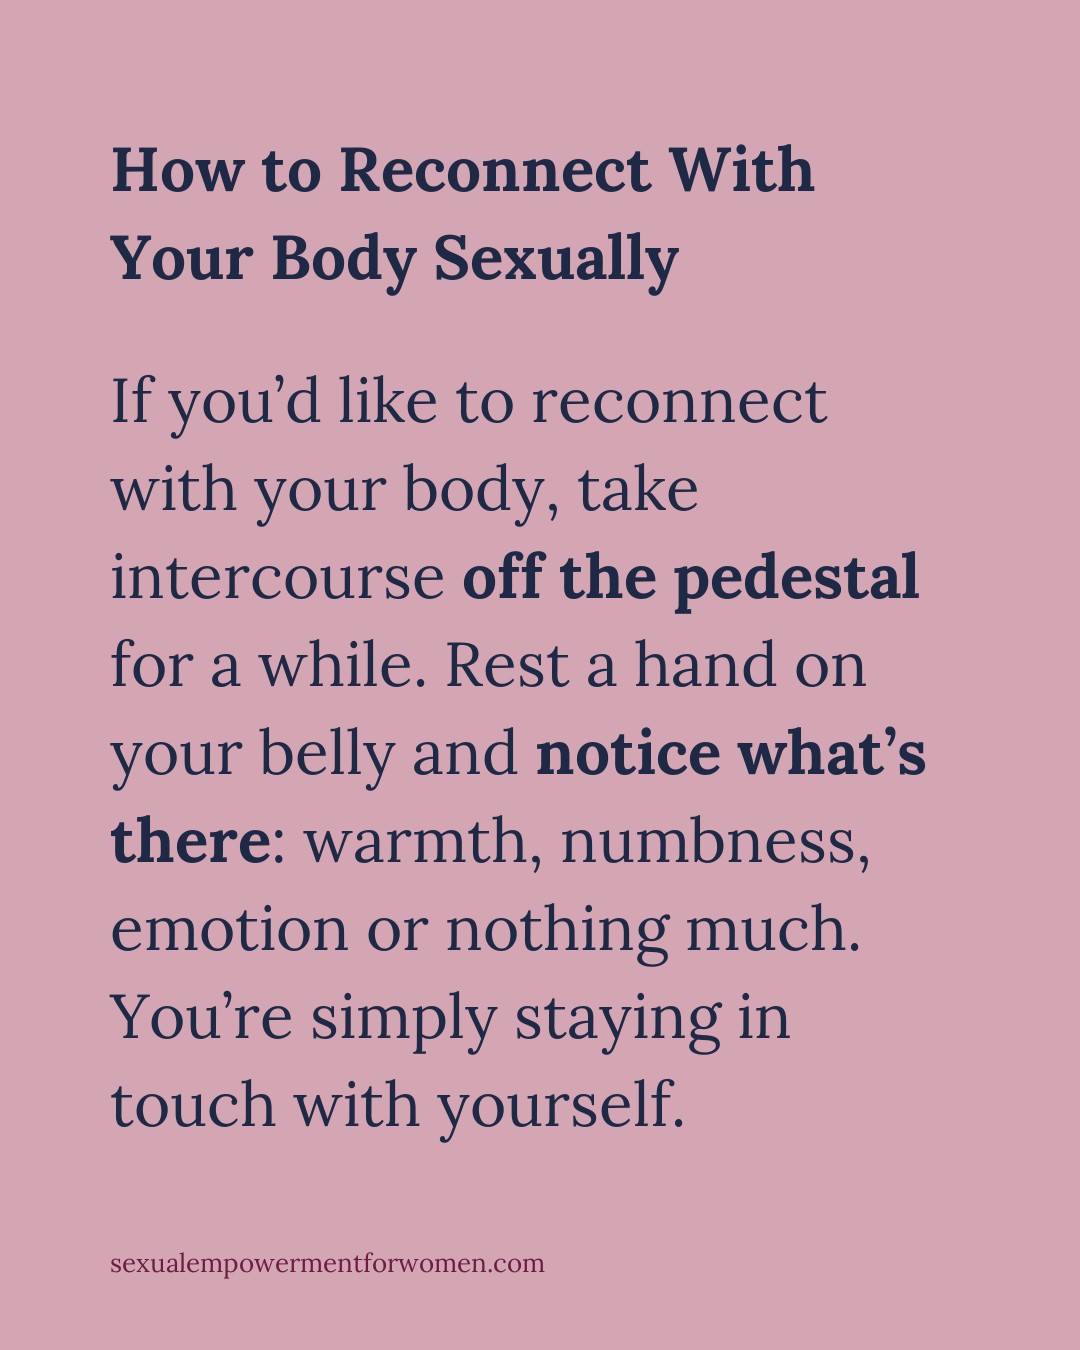 How to Reconnect With
Your Body Sexually
If you’d like to reconnect
with your body, take
intercourse off the pedestal
for a while. Rest a hand on
your belly and notice what’s
there: warmth, numbness,
emotion or nothing much.
You’re simply staying in
touch with yourself.
sexualempowermentforwomen.com